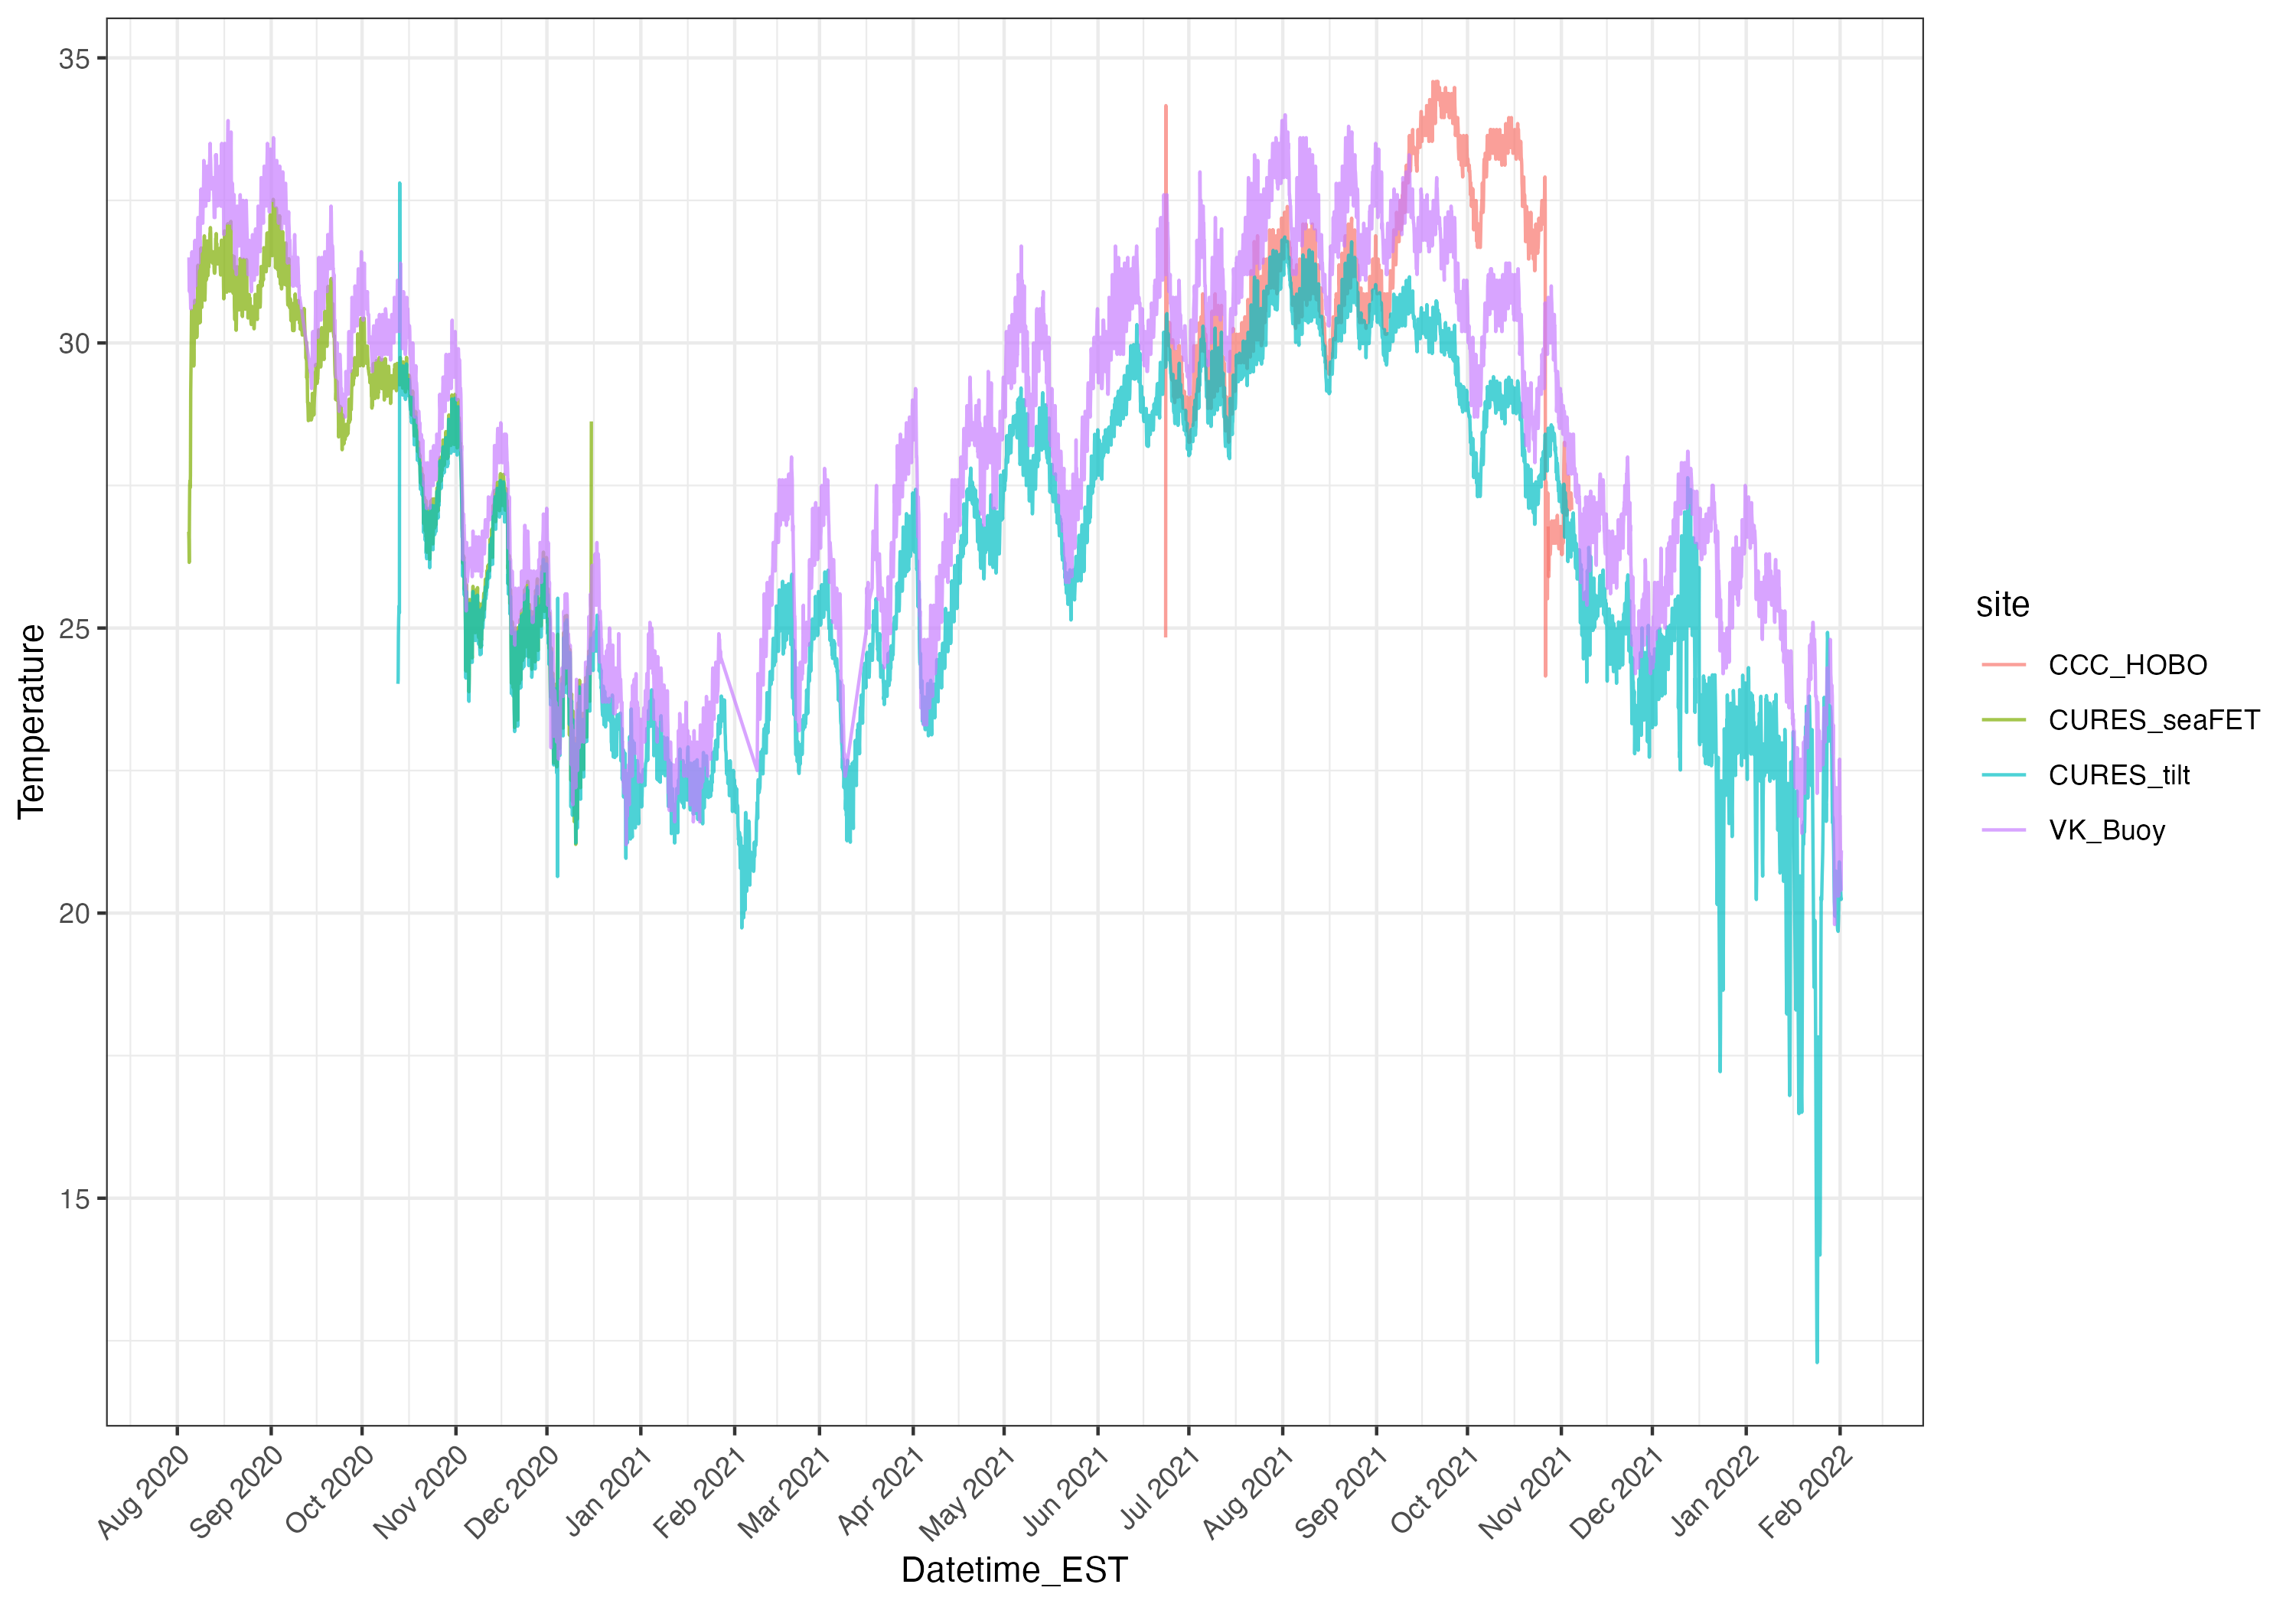 35
30
25
20
15
Temperature
Aug 2020
Sep 2020
Oct 2020
Nov 2020
Dec 2020
Jan 2021
Feb 2021
Mar 2021
Apr 2021
May 2021
Jun 2021
Jul 2021
Aug 2021
Sep 2021
Oct 2021
Nov 2021
Dec 2021
Jan 2022
Feb 2022
Datetime_EST
site
CCC_HOBO
CURES_seaFET
CURES_tilt
VK_Buoy